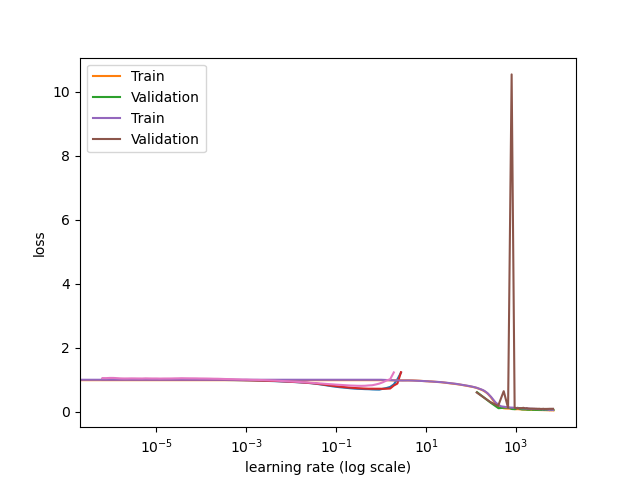 Train
Validation
Train
Validation
10
8
6
4
2
0
loss
10⁻⁵
10⁻³
10⁻¹
10¹
10³
learning rate (log scale)